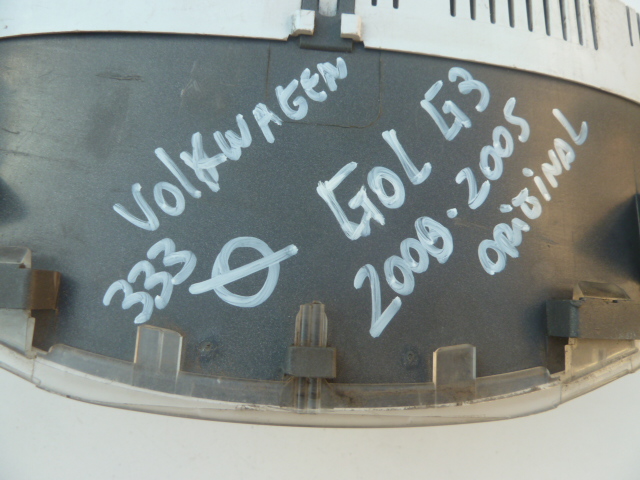 VOLKWAGEN
333
GOL G3
2000.2005
ORIGINAL